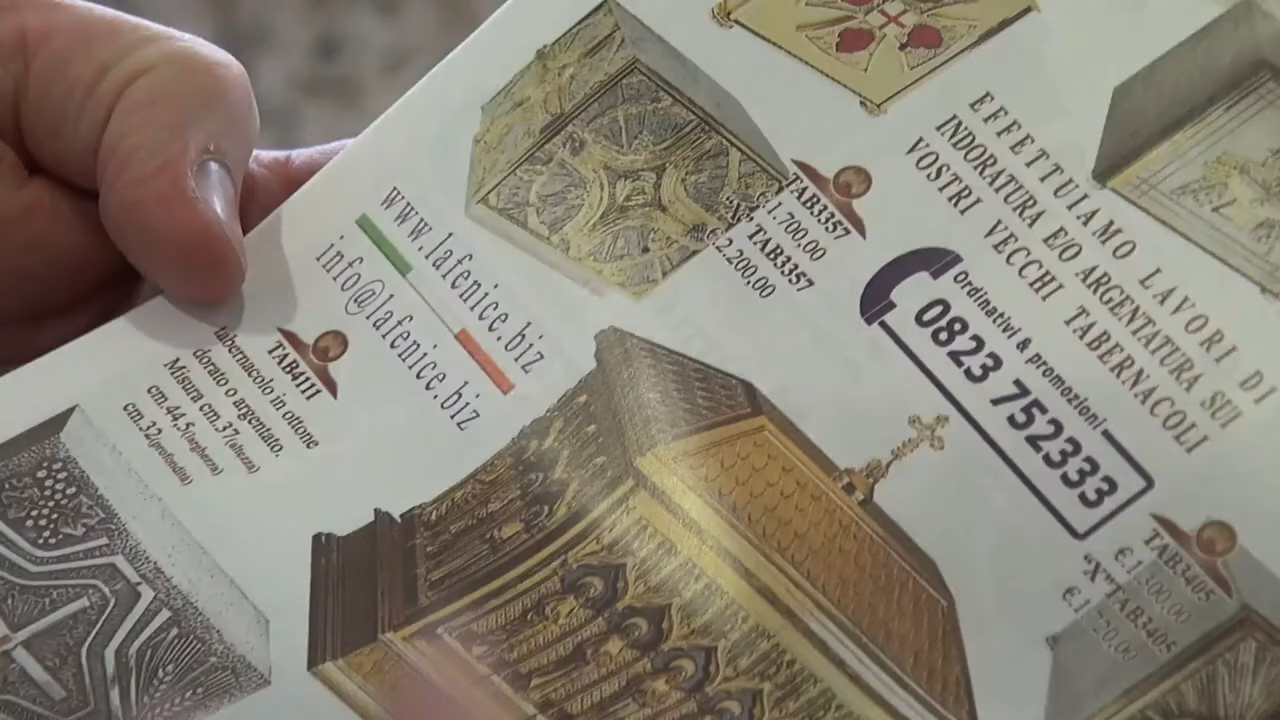 EFFETTUIAMO LAVORI DI
INDORATURA E/O ARGENTATURA SUI
VOSTRI VECCHI TABERNACOLI
Ordinativi & promozioni
0823 752333
TAB3357
€ 1.700,00
"X" TAB3357
€ 2.200,00
www.lafenice.biz
info@lafenice.biz
TAB4111
tabernacolo in ottone
dorato o argentato.
Misura cm.37(altezza)
cm.44,5(larghezza)
cm.32(profondità)
TAB3405
"X" TAB3405